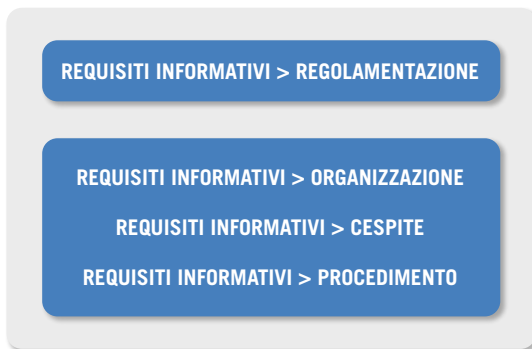 REQUISITI INFORMATIVI > REGOLAMENTAZIONE
REQUISITI INFORMATIVI > ORGANIZZAZIONE
REQUISITI INFORMATIVI > CESPITE
REQUISITI INFORMATIVI > PROCEDIMENTO